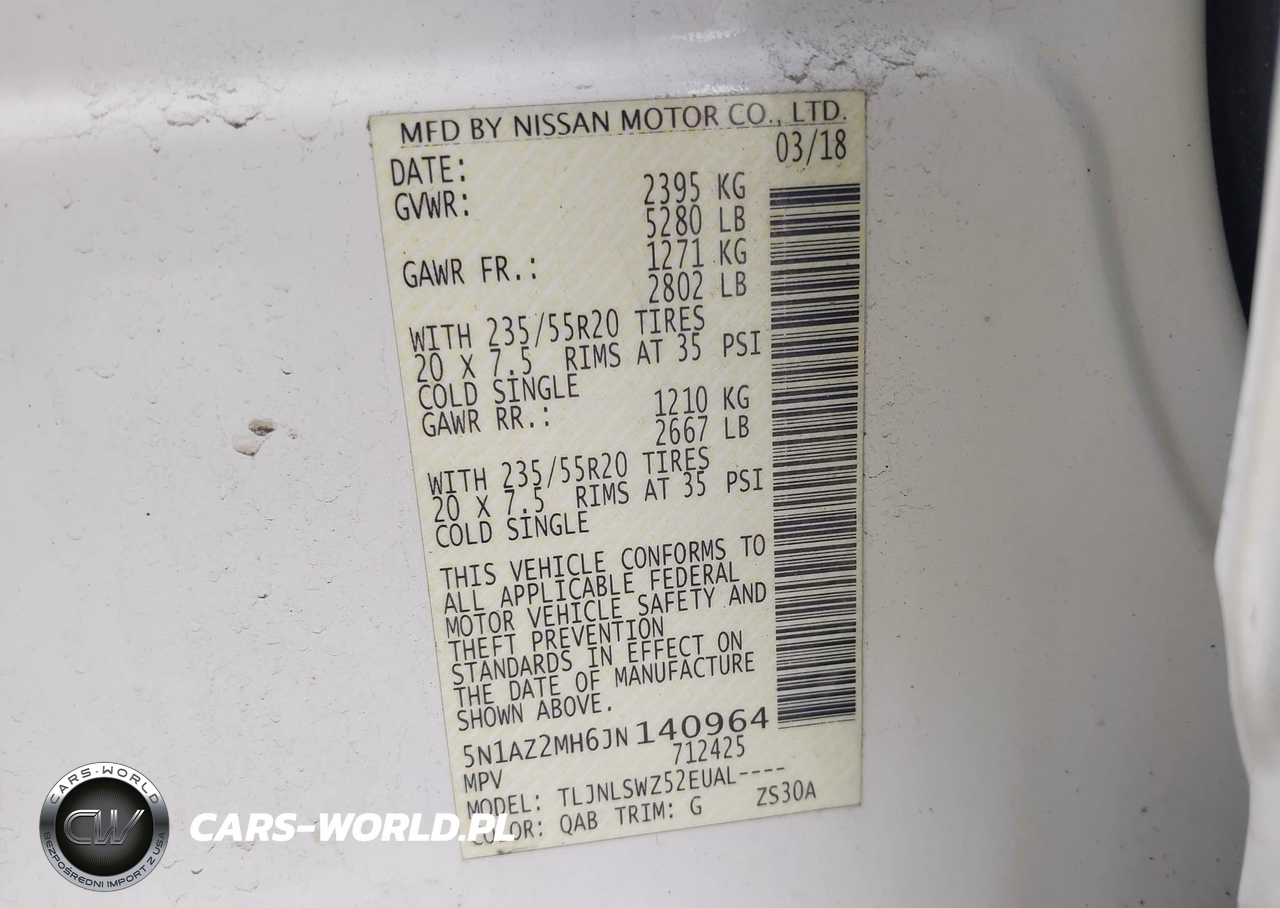 MFD BY NISSAN MOTOR CO., LTD.
DATE: 03/18
GVWR: 2395 KG
5280 LB
GAWR FR.: 1271 KG
2802 LB
WITH 235/55R20 TIRES
20 X 7.5 RIMS AT 35 PSI
COLD SINGLE
GAWR RR.: 1210 KG
2667 LB
WITH 235/55R20 TIRES
20 X 7.5 RIMS AT 35 PSI
COLD SINGLE
THIS VEHICLE CONFORMS TO
ALL APPLICABLE FEDERAL
MOTOR VEHICLE SAFETY AND
THEFT PREVENTION
STANDARDS IN EFFECT ON
THE DATE OF MANUFACTURE
SHOWN ABOVE.
5N1AZ2MH6JN140964
MPV 712425
MODEL: TLJNLSWZ52EUAL----
COLOR: QAB TRIM: G ZS30A
CARS-WORLD
CW
BEZPOŚREDNI IMPORT Z USA
CARS-WORLD.PL